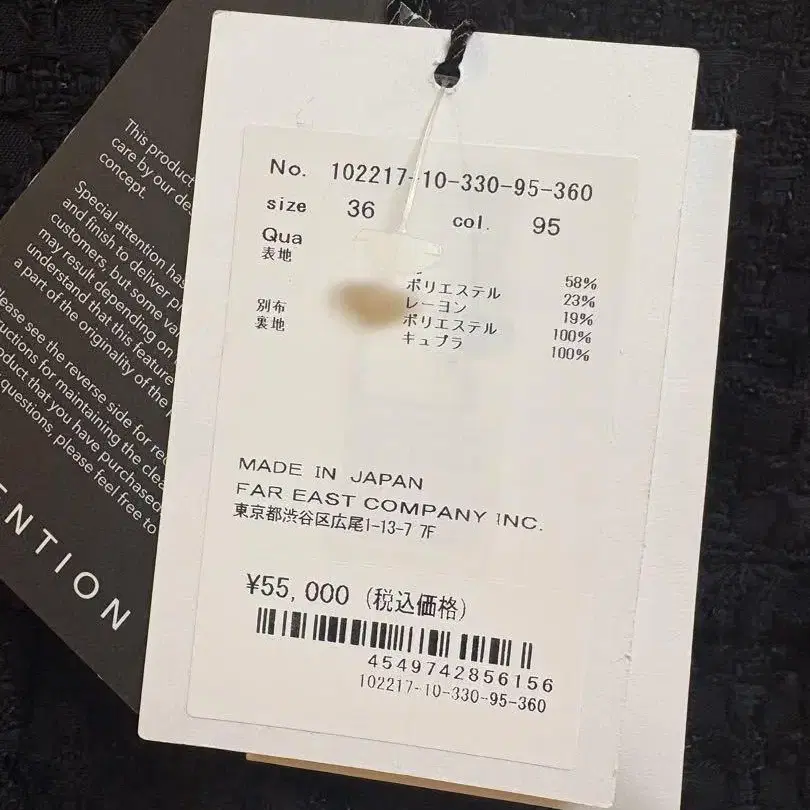 This product
care by our des
concept.
Special attention has
and finish to deliver pr
customers, but some va
may result depending on
understand that this feature
a part of the originality of the
lease see the reverse side for
uctions for maintaining the clea
oduct that you have purchased
questions, please feel free to
ENTION
No. 102217-10-330-95-360
size 36 col. 95
Qua
表地 58%
ポリエステル 23%
レーヨン 19%
別布 ポリエステル 100%
裏地 キュプラ 100%
MADE IN JAPAN
FAR EAST COMPANY INC.
東京都渋谷区広尾1-13-7 7F
¥55,000 (税込価格)
4549742856156
102217-10-330-95-360